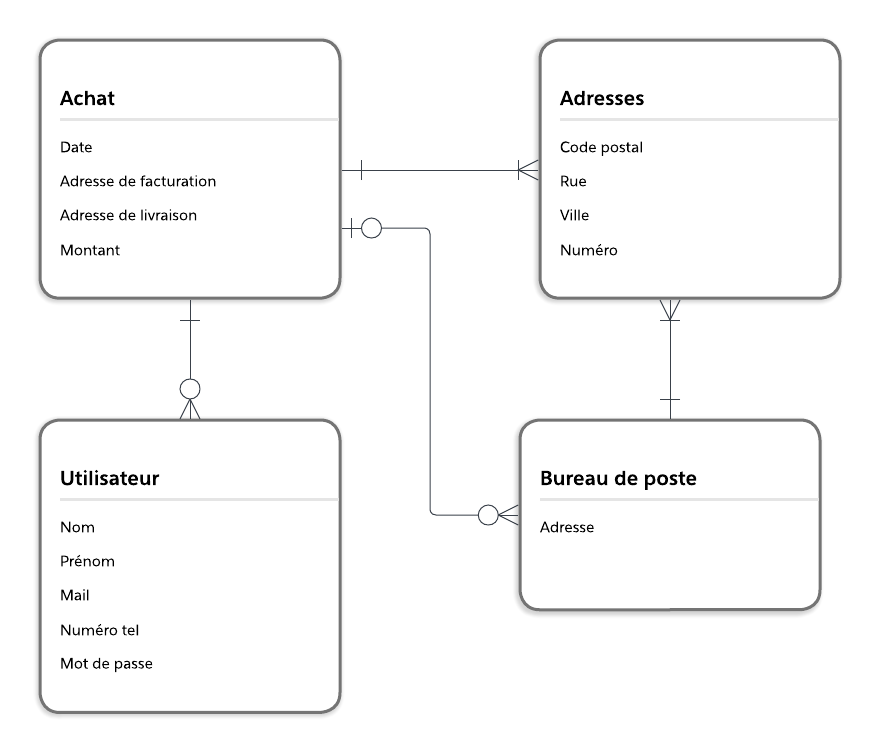 Achat
Date
Adresse de facturation
Adresse de livraison
Montant
Adresses
Code postal
Rue
Ville
Numéro
Utilisateur
Nom
Prénom
Mail
Numéro tel
Mot de passe
Bureau de poste
Adresse